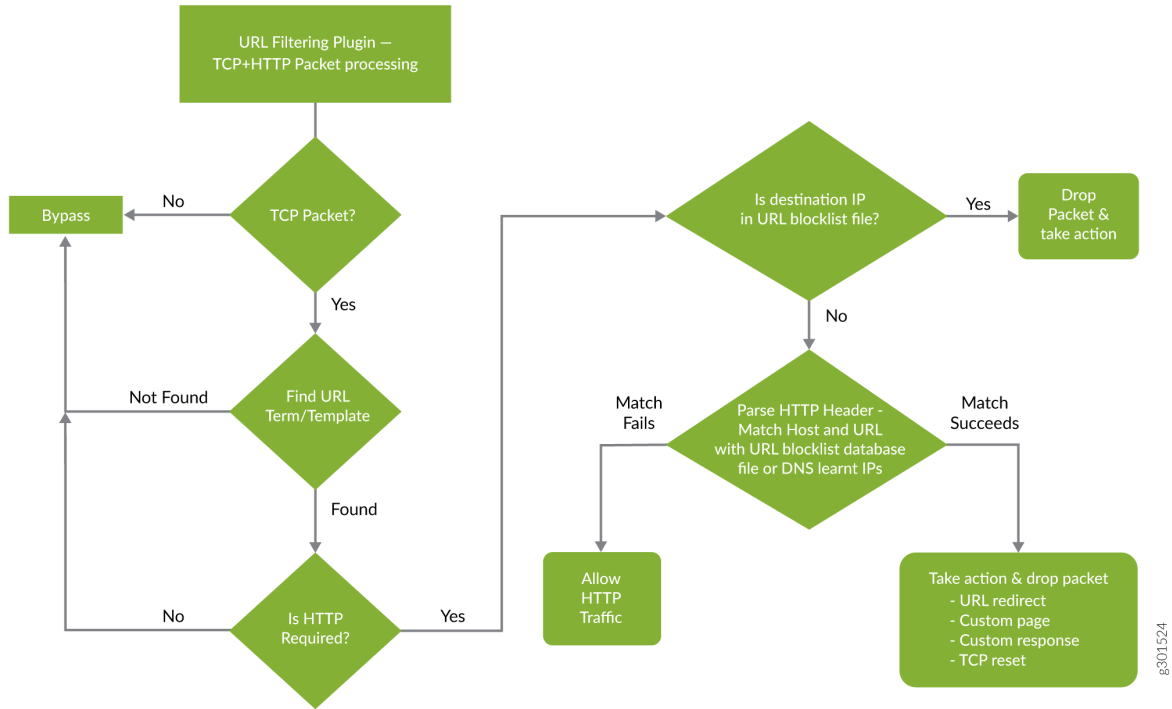 URL Filtering Plugin —
TCP+HTTP Packet processing
TCP Packet?
No
Bypass
Yes
Find URL
Term/Template
Not Found
Found
Is HTTP
Required?
No
Yes
Is destination IP
in URL blocklist file?
Yes
Drop
Packet &
take action
No
Parse HTTP Header -
Match Host and URL
with URL blocklist database
file or DNS learnt IPs
Match
Fails
Match
Succeeds
Allow
HTTP
Traffic
Take action & drop packet
- URL redirect
- Custom page
- Custom response
- TCP reset
g301524